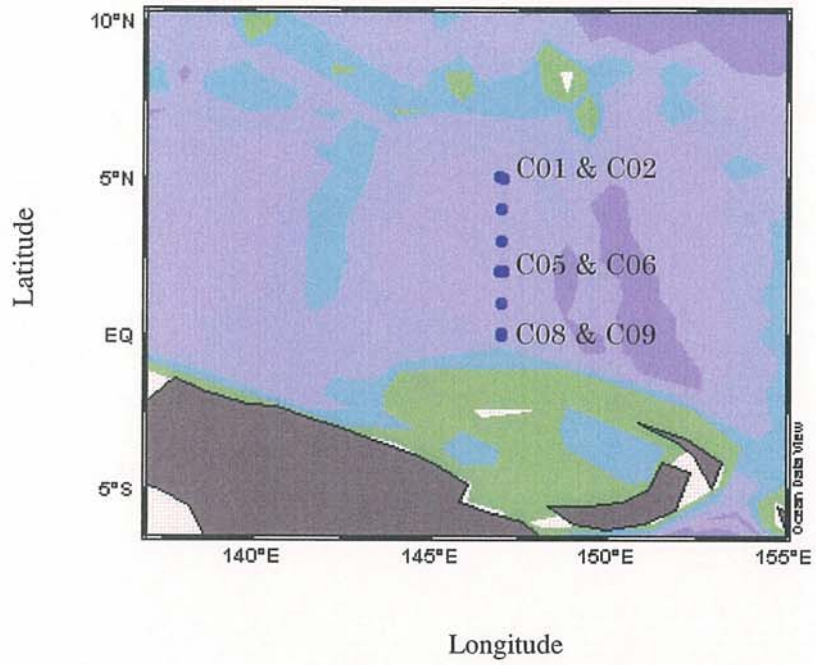 10°N
5°N
EQ
5°S
Latitude
C01 & C02
C05 & C06
C08 & C09
Ocean Data View
140°E
145°E
150°E
155°E
Longitude